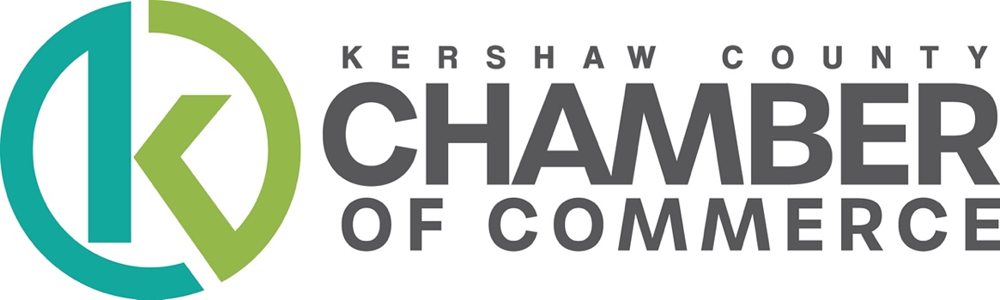 k
KERSHAW COUNTY
CHAMBER
OF COMMERCE